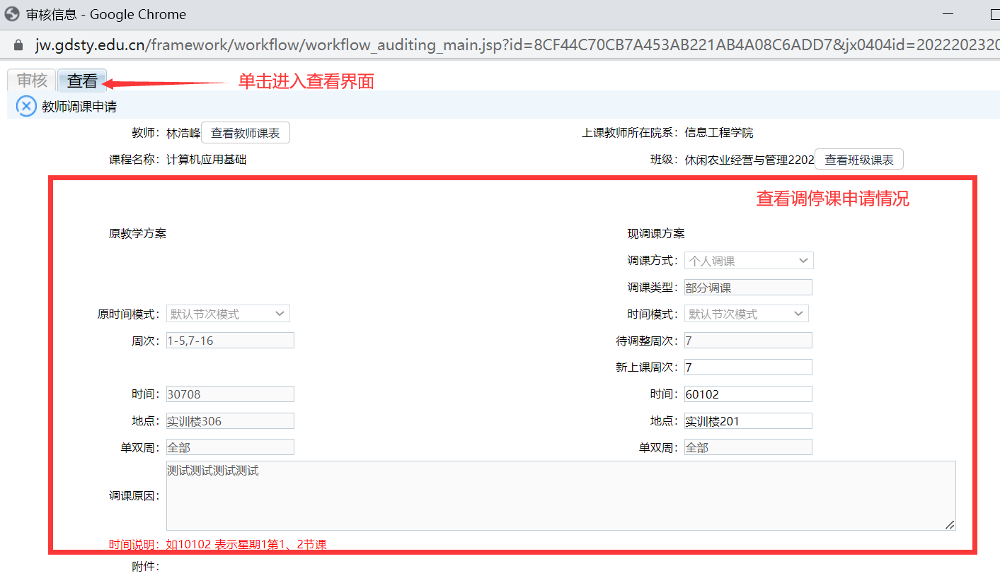 审核信息 - Google Chrome
jw.gdsty.edu.cn/framework/workflow/workflow_auditing_main.jsp?id=8CF44C70CB7A453AB221AB4A08C6ADD7&jx0404id=2022202320
审核 查看 单击进入查看界面
教师调课申请
教师: 林浩峰 查看教师课表 上课教师所在院系: 信息工程学院
课程名称: 计算机应用基础 班级: 休闲农业经营与管理2202 查看班级课表
查看调停课申请情况
原教学方案 现调课方案
调课方式: 个人调课
调课类型: 部分调课
原时间模式: 默认节次模式 时间模式: 默认节次模式
周次: 1-5,7-16 待调整周次: 7
新上课周次: 7
时间: 30708 时间: 60102
地点: 实训楼306 地点: 实训楼201
单双周: 全部 单双周: 全部
测试测试测试测试
调课原因:
时间说明: 如10102 表示星期1第1、2节课
附件: